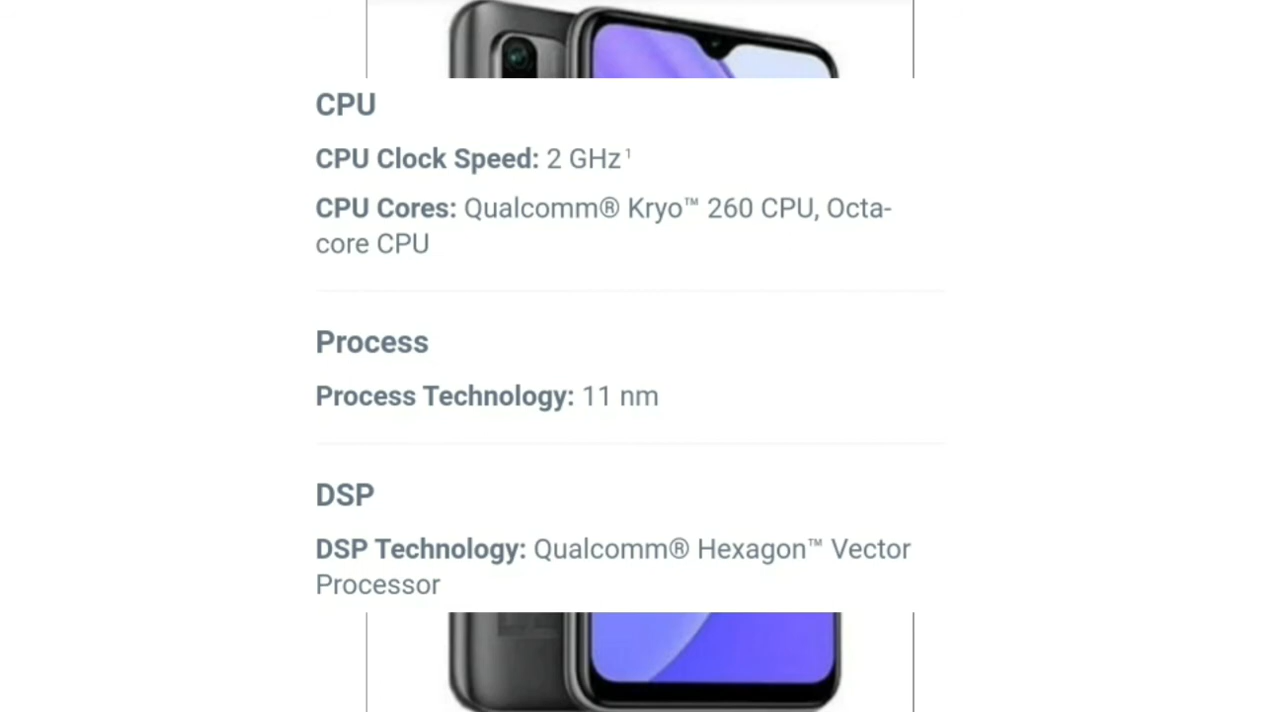 CPU
CPU Clock Speed: 2 GHz¹
CPU Cores: Qualcomm® Kryo™ 260 CPU, Octa-
core CPU
Process
Process Technology: 11 nm
DSP
DSP Technology: Qualcomm® Hexagon™ Vector
Processor